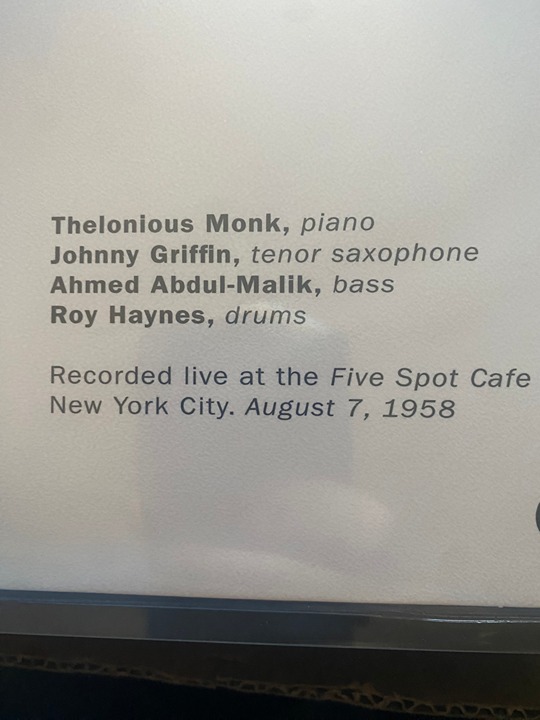 Thelonious Monk, piano
Johnny Griffin, tenor saxophone
Ahmed Abdul-Malik, bass
Roy Haynes, drums
Recorded live at the Five Spot Cafe
New York City. August 7, 1958